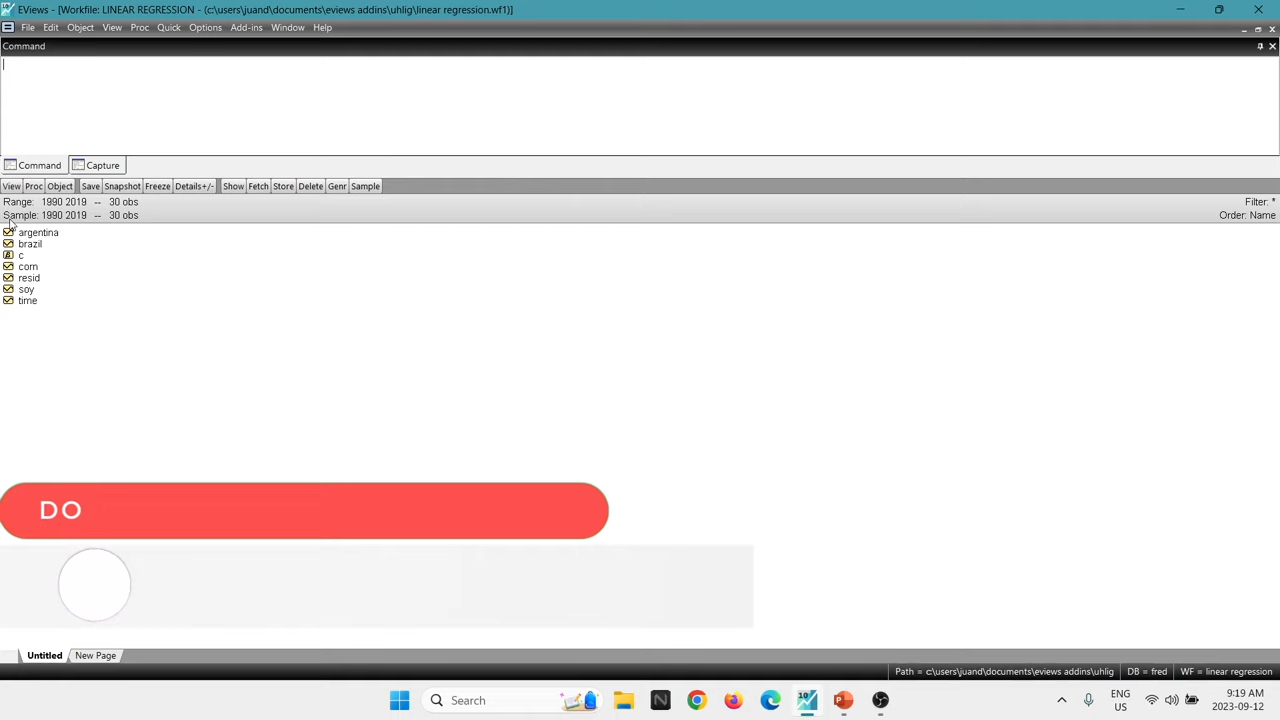 EViews - [Workfile: LINEAR REGRESSION - (c:\users\juand\documents\eviews addins\uhlig\linear regression.wf1)]
File Edit Object View Proc Quick Options Add-ins Window Help
Command
Command Capture
View Proc Object Save Snapshot Freeze Details+/- Show Fetch Store Delete Genr Sample
Range: 1990 2019 -- 30 obs Filter: *
Sample: 1990 2019 -- 30 obs Order: Name
argentina
brazil
c
corn
resid
soy
time
DO
Untitled New Page
Path = c:\users\juand\documents\eviews addins\uhlig DB = fred WF = linear regression
Search
ENG
US
9:19 AM
2023-09-12